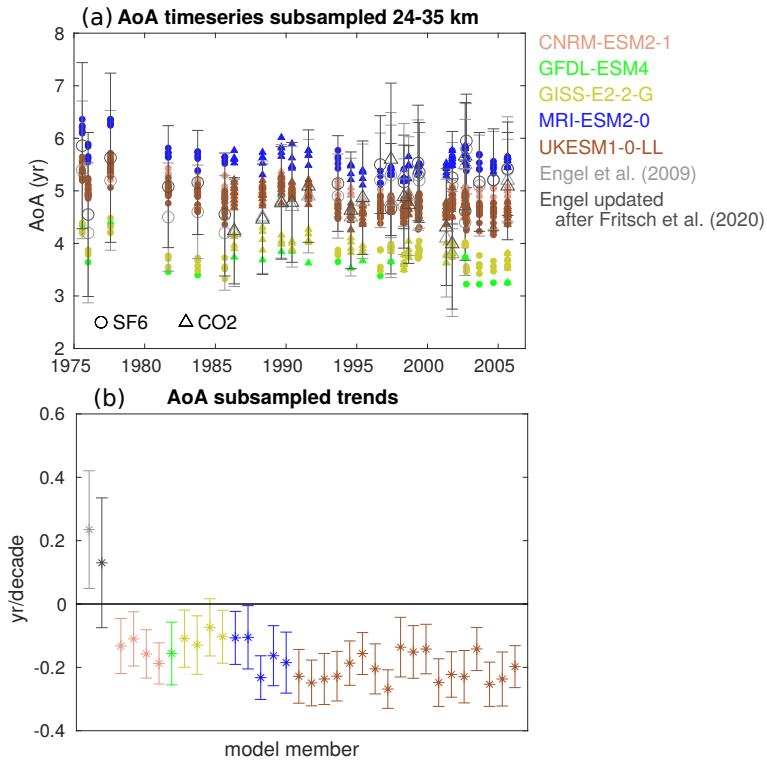 (a) AoA timeseries subsampled 24-35 km
8
7
6
5
4
3
2
AoA (yr)
SF6 CO2
1975 1980 1985 1990 1995 2000 2005
CNRM-ESM2-1
GFDL-ESM4
GISS-E2-2-G
MRI-ESM2-0
UKESM1-0-LL
Engel et al. (2009)
Engel updated
after Fritsch et al. (2020)
(b) AoA subsampled trends
0.6
0.4
0.2
0
-0.2
-0.4
yr/decade
model member